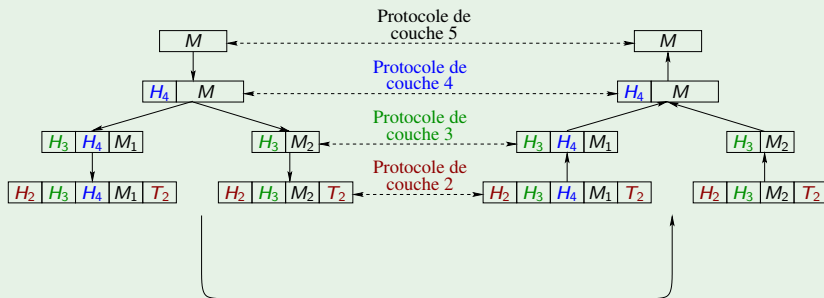 Protocole de
couche 5
M
M
Protocole de
couche 4
H4 M
H4 M
Protocole de
couche 3
H3 H4 M1
H3 M2
H3 H4 M1
H3 M2
Protocole de
couche 2
H2 H3 H4 M1 T2
H2 H3 M2 T2
H2 H3 H4 M1 T2
H2 H3 M2 T2